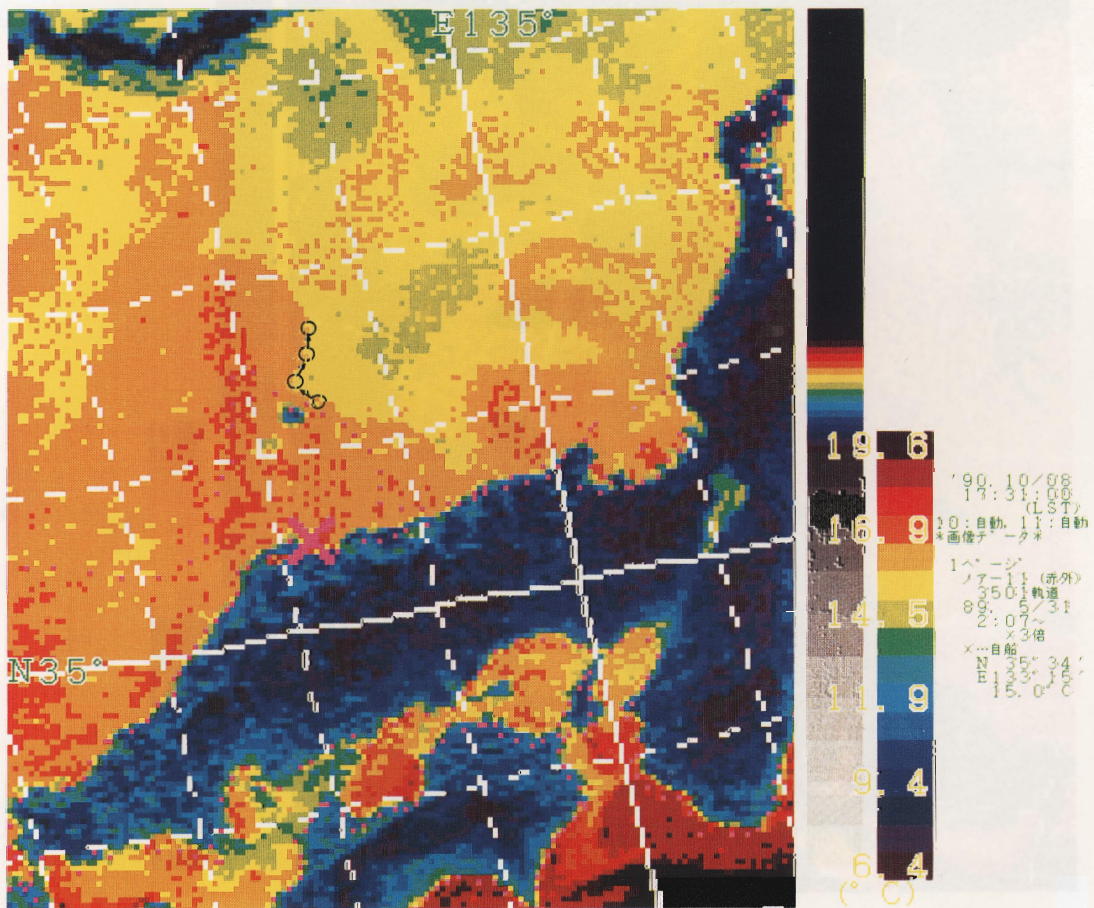 E135°
N35°
19.6
16.9
14.5
11.9
9.4
6.4
(°C)
'90. 10/08
17:31:00
(LST)
10:自動, 11:自動
*画像データ*
1ページ
ノアー11 (赤外)
3501軌道
89. 5/31
2:07~
×3倍
×…自船
N 35°34'
E133°15'
15.0°C